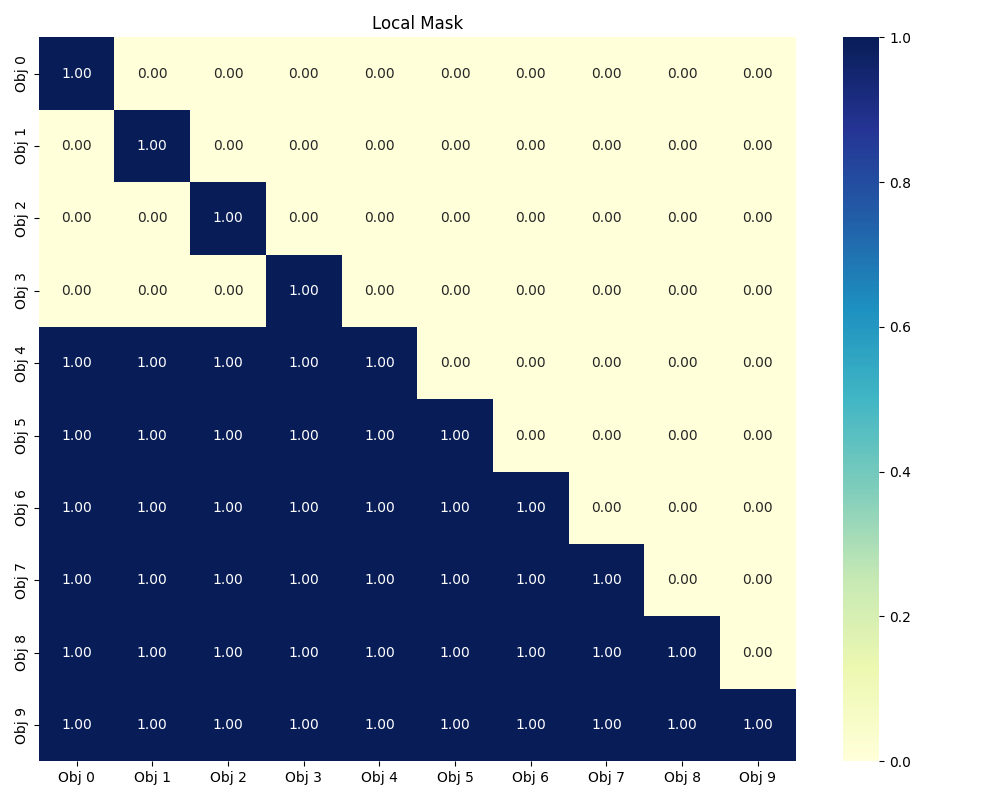 Local Mask
Obj 0 1.00 0.00 0.00 0.00 0.00 0.00 0.00 0.00 0.00 0.00
Obj 1 0.00 1.00 0.00 0.00 0.00 0.00 0.00 0.00 0.00 0.00
Obj 2 0.00 0.00 1.00 0.00 0.00 0.00 0.00 0.00 0.00 0.00
Obj 3 0.00 0.00 0.00 1.00 0.00 0.00 0.00 0.00 0.00 0.00
Obj 4 1.00 1.00 1.00 1.00 1.00 0.00 0.00 0.00 0.00 0.00
Obj 5 1.00 1.00 1.00 1.00 1.00 1.00 0.00 0.00 0.00 0.00
Obj 6 1.00 1.00 1.00 1.00 1.00 1.00 1.00 0.00 0.00 0.00
Obj 7 1.00 1.00 1.00 1.00 1.00 1.00 1.00 1.00 0.00 0.00
Obj 8 1.00 1.00 1.00 1.00 1.00 1.00 1.00 1.00 1.00 0.00
Obj 9 1.00 1.00 1.00 1.00 1.00 1.00 1.00 1.00 1.00 1.00
Obj 0 Obj 1 Obj 2 Obj 3 Obj 4 Obj 5 Obj 6 Obj 7 Obj 8 Obj 9
1.0
0.8
0.6
0.4
0.2
0.0